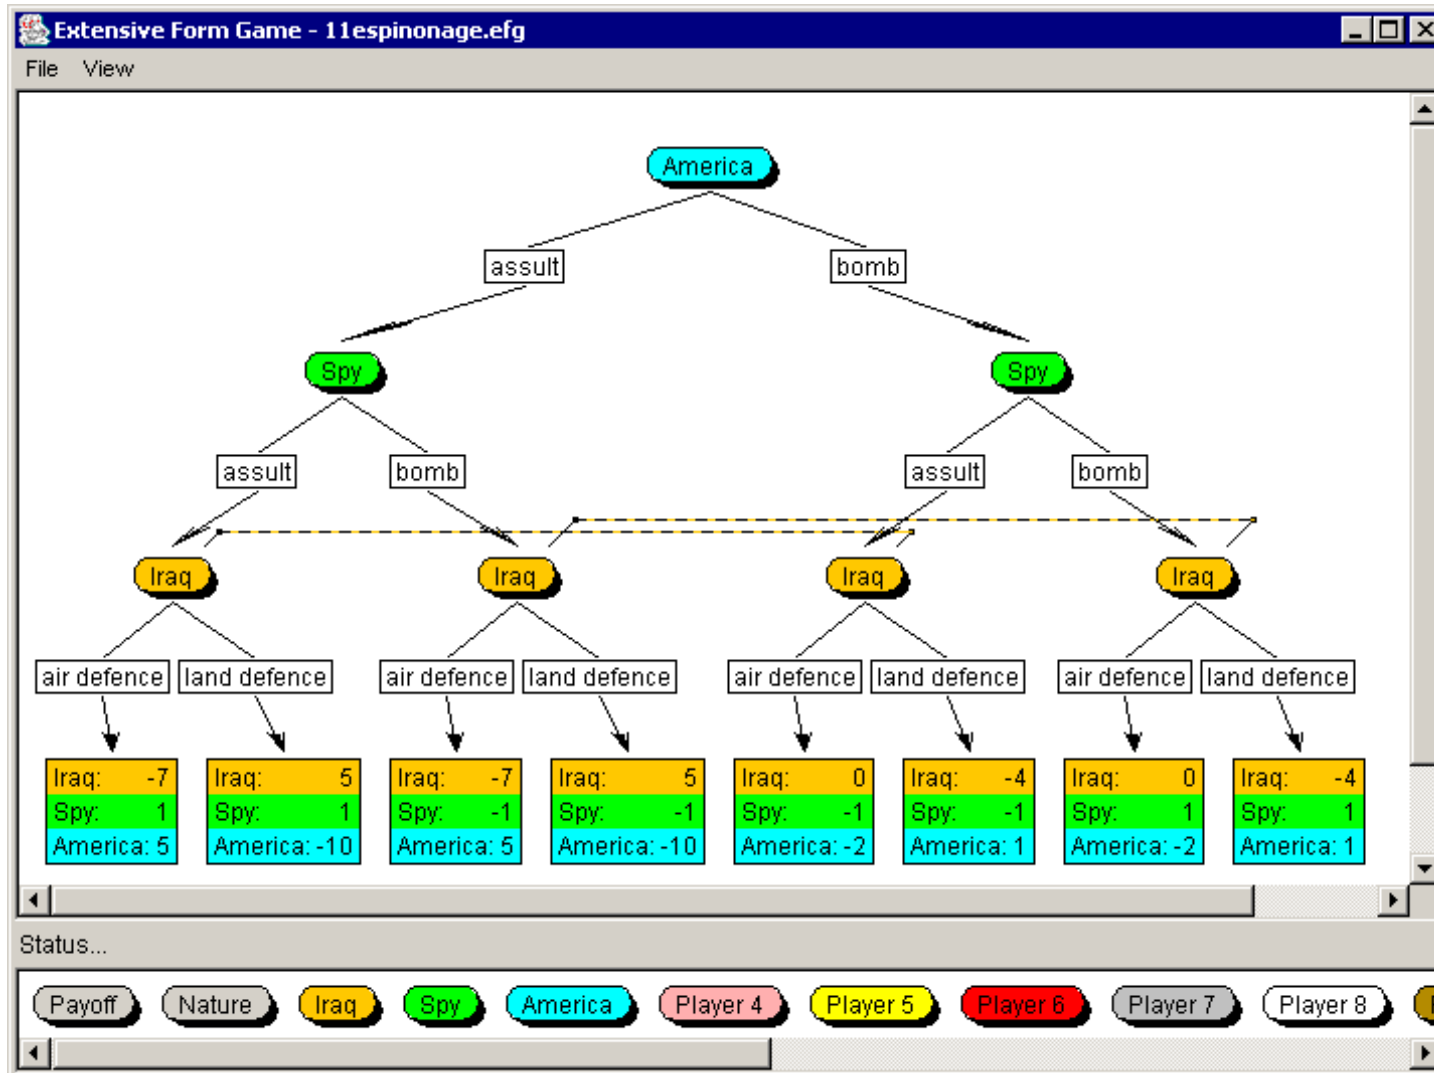 Extensive Form Game - 11espinonage.efg
File View
America
assult bomb
Spy Spy
assult bomb assult bomb
Iraq Iraq Iraq Iraq
air defence land defence air defence land defence air defence land defence air defence land defence
Iraq: -7 Iraq: 5 Iraq: -7 Iraq: 5 Iraq: 0 Iraq: -4 Iraq: 0 Iraq: -4
Spy: 1 Spy: 1 Spy: -1 Spy: -1 Spy: -1 Spy: -1 Spy: 1 Spy: 1
America: 5 America: -10 America: 5 America: -10 America: -2 America: 1 America: -2 America: 1
Status...
Payoff Nature Iraq Spy America Player 4 Player 5 Player 6 Player 7 Player 8